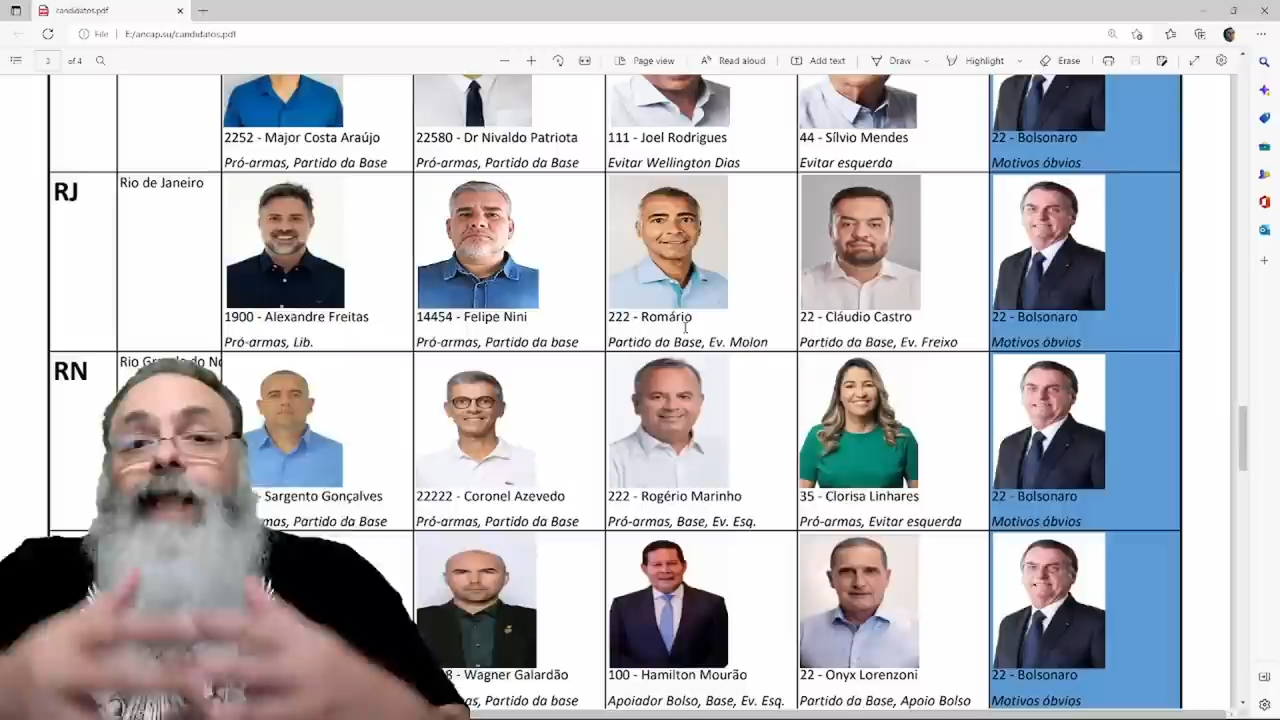 candidatos.pdf
File
E:/ancap.su/candidatos.pdf
3 of 4
Page view
Read aloud
Add text
Draw
Highlight
Erase
2252 - Major Costa Araújo
22580 - Dr Nivaldo Patriota
111 - Joel Rodrigues
44 - Sílvio Mendes
22 - Bolsonaro
Pró-armas, Partido da Base
Pró-armas, Partido da Base
Evitar Wellington Dias
Evitar esquerda
Motivos óbvios
RJ
Rio de Janeiro
1900 - Alexandre Freitas
14454 - Felipe Nini
222 - Romário
22 - Cláudio Castro
22 - Bolsonaro
Pró-armas, Lib.
Pró-armas, Partido da base
Partido da Base, Ev. Molon
Partido da Base, Ev. Freixo
Motivos óbvios
RN
Rio Grande do No
- Sargento Gonçalves
22222 - Coronel Azevedo
222 - Rogério Marinho
35 - Clorisa Linhares
22 - Bolsonaro
mas, Partido da Base
Pró-armas, Partido da Base
Pró-armas, Base, Ev. Esq.
Pró-armas, Evitar esquerda
Motivos óbvios
- Wagner Galardão
100 - Hamilton Mourão
22 - Onyx Lorenzoni
22 - Bolsonaro
as, Partido da base
Apoiador Bolso, Base, Ev. Esq.
Partido da Base, Apoio Bolso
Motivos óbvios